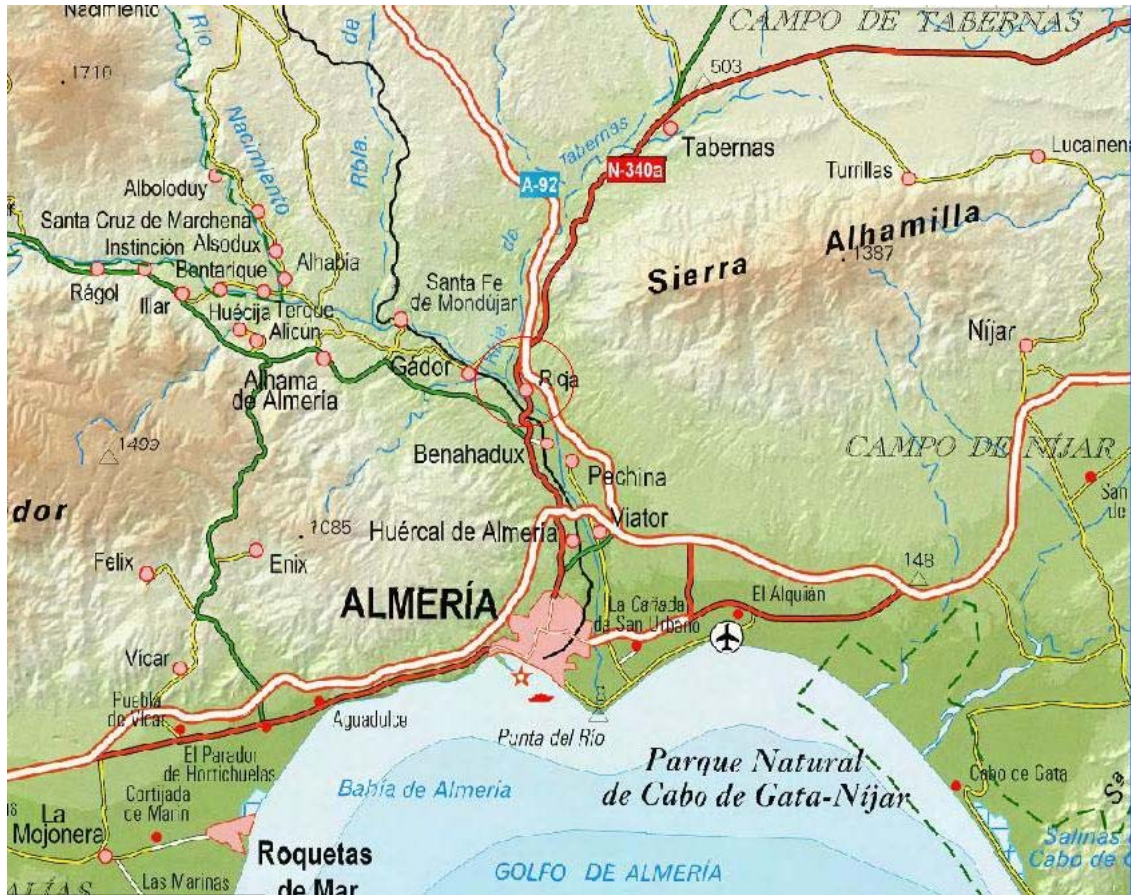 Nacimiento
CAMPO DE TABERNAS
Río
de
1710
503
Tabernas
Tabernas
Lucainena
Nacimiento
Rbla.
N-340a
A-92
Turrillas
Alboloduy
Santa Cruz de Marchena
Instinción
Alsodux
Alhabia
Bentarique
de
Sierra Alhamilla
1387
Rágol
Illar
Terque
Huécija
Alicún
Santa Fe
de Mondújar
Rbla.
Níjar
Gádor
Rioja
Alhama
de Almería
1499
Benahadux
CAMPO DE NÍJAR
Pechina
San
de
dor
1085
Huércal de Almería
Viator
Felix
Enix
148
ALMERÍA
La Cañada
de San Urbano
El Alquián
Vícar
Puebla
de Vícar
Aguadulce
Punta del Río
El Parador
de Hortichuelas
Parque Natural
de Cabo de Gata-Níjar
Cabo de Gata
Sª
Bahía de Almería
Cortijada
de Marín
La
Mojonera
Roquetas
de Mar
Las Marinas
GOLFO DE ALMERÍA
Salinas
Cabo de